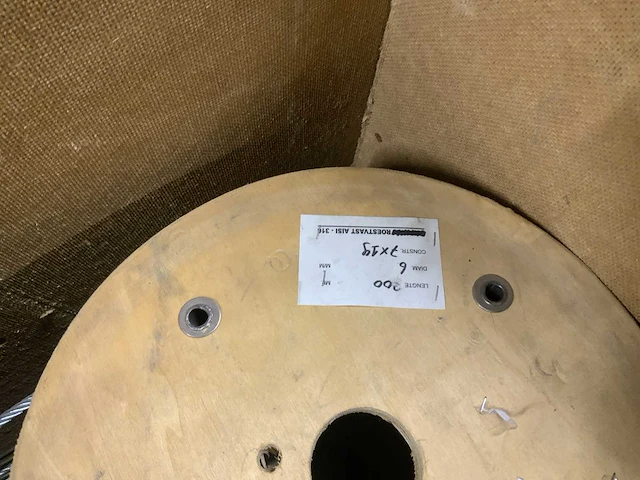 LENGTE 200 M
DIAM. 6 MM
CONSTR. 7x19
ROESTVAST AISI - 316